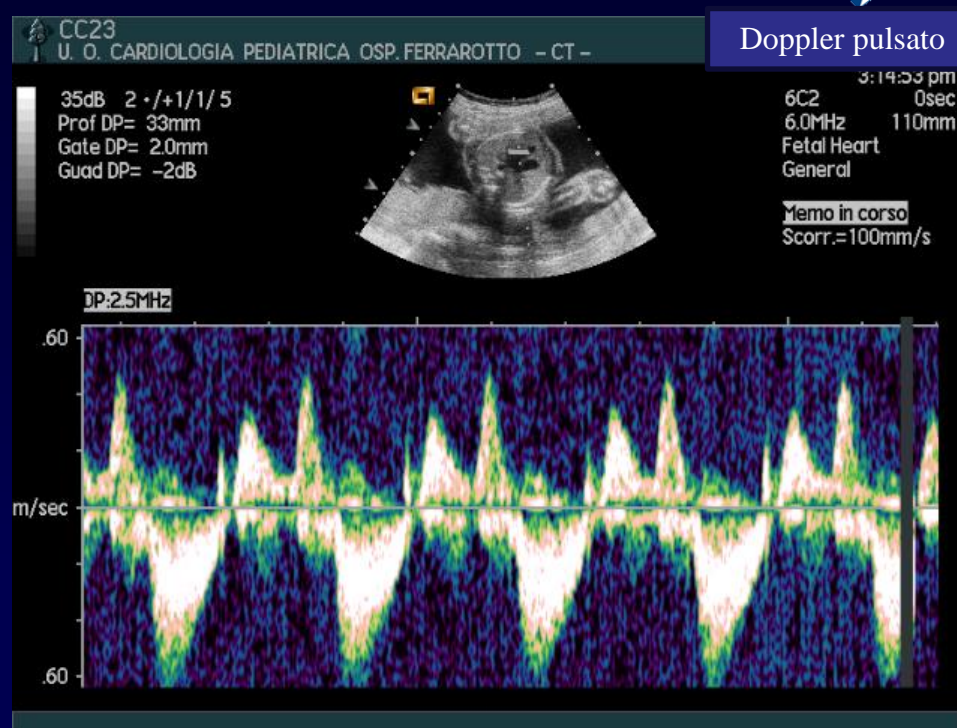 CC23
U. O. CARDIOLOGIA PEDIATRICA OSP. FERRAROTTO - CT -
Doppler pulsato
3:14:53 pm
35dB 2 •/+1/1/ 5
Prof DP= 33mm
Gate DP= 2.0mm
Guad DP= -2dB
6C2 0sec
6.0MHz 110mm
Fetal Heart
General
Memo in corso
Scorr.=100mm/s
DP:2.5MHz
.60
m/sec
.60